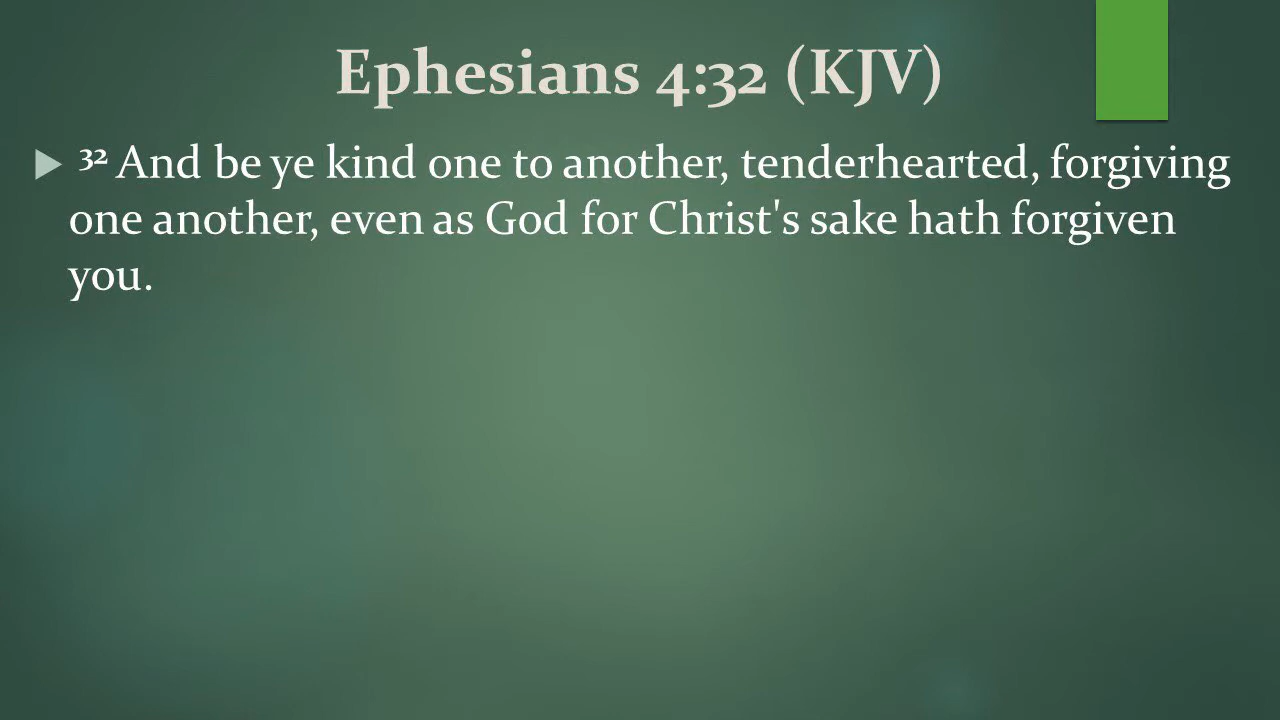 Ephesians 4:32 (KJV)
32 And be ye kind one to another, tenderhearted, forgiving
one another, even as God for Christ's sake hath forgiven
you.